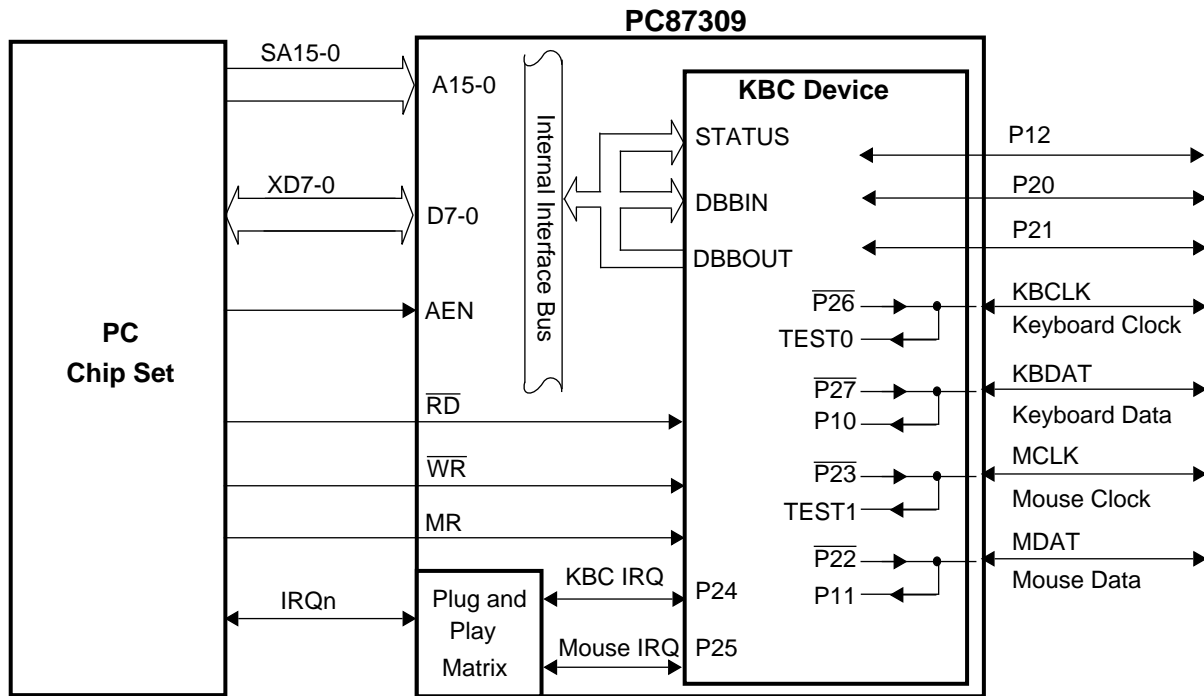 PC87309
PC
Chip Set
SA15-0
A15-0
XD7-0
D7-0
AEN
RD
WR
MR
IRQn
Internal Interface Bus
Plug and
Play
Matrix
KBC IRQ
Mouse IRQ
KBC Device
STATUS
DBBIN
DBBOUT
P24
P25
P26
TEST0
P27
P10
P23
TEST1
P22
P11
P12
P20
P21
KBCLK
Keyboard Clock
KBDAT
Keyboard Data
MCLK
Mouse Clock
MDAT
Mouse Data